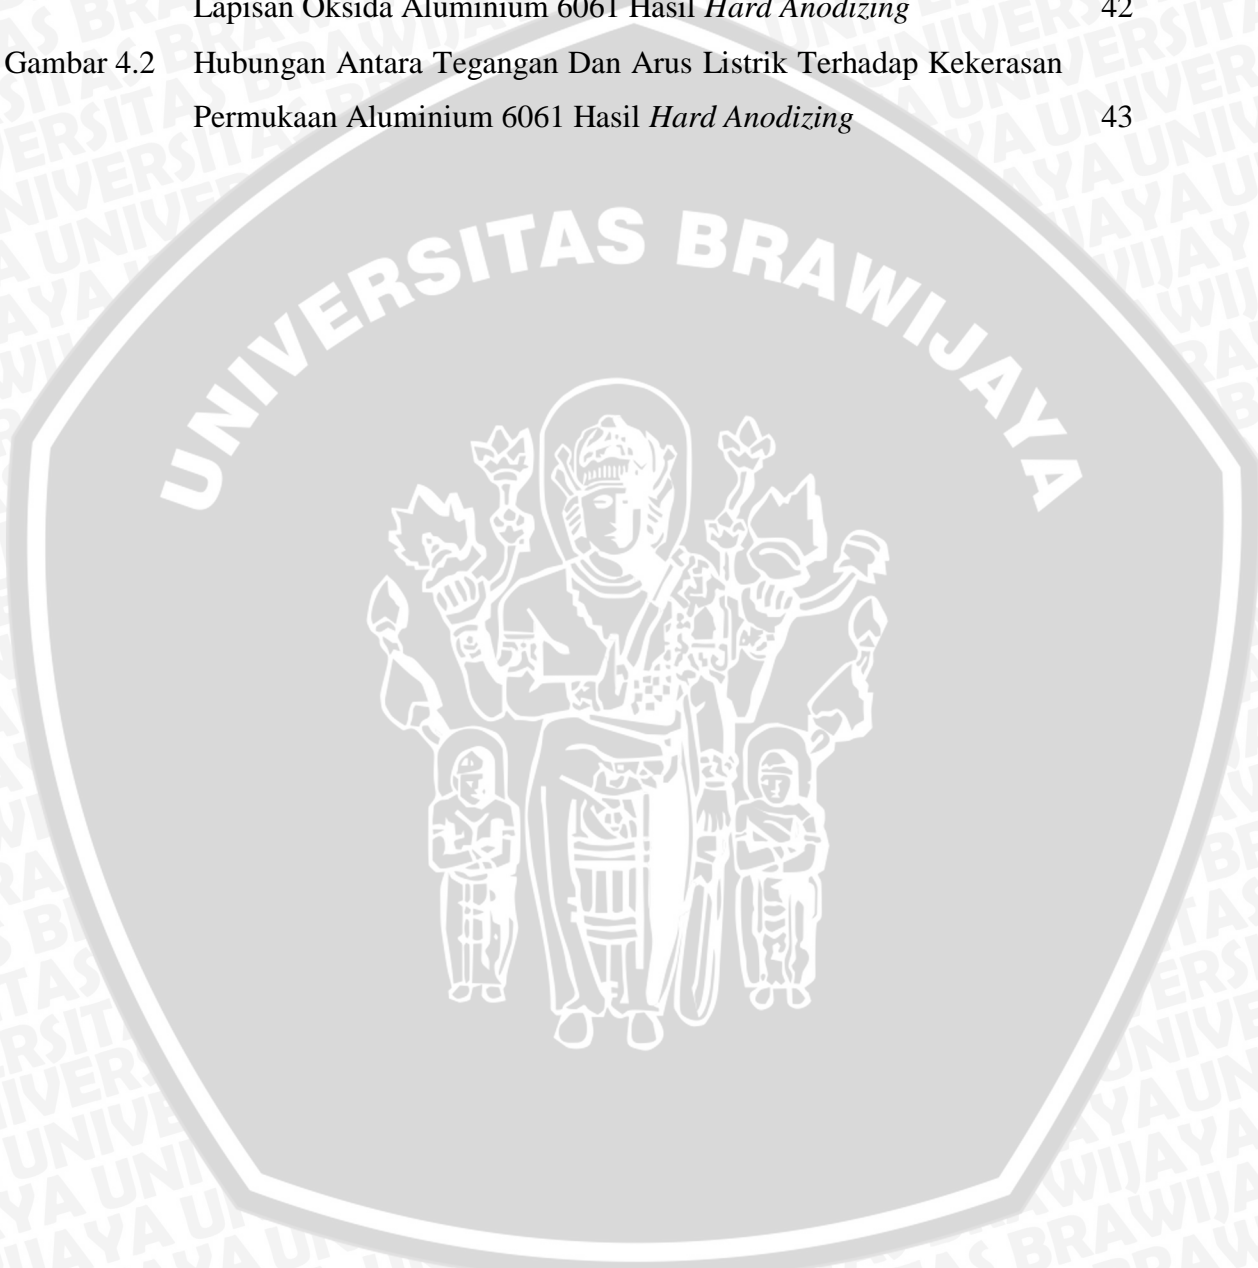 Lapisan Oksida Aluminium 6061 Hasil Hard Anodizing 42
Gambar 4.2 Hubungan Antara Tegangan Dan Arus Listrik Terhadap Kekerasan
Permukaan Aluminium 6061 Hasil Hard Anodizing 43
UNIVERSITAS BRAWIJAYA